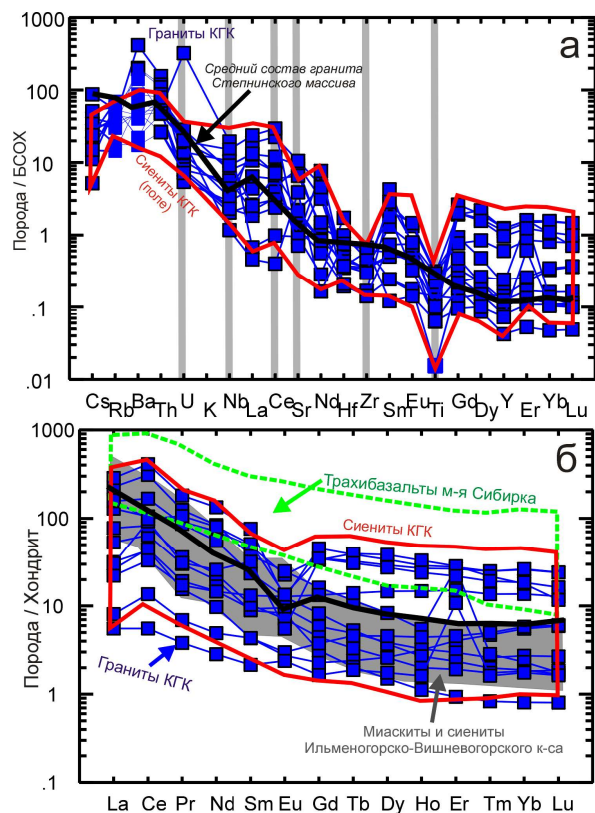 а
Порода / БСОХ
1000
100
10
1
.1
.01
Граниты КГК
Средний состав гранита
Степнинского массива
Сиениты КГК
(поле)
Cs Rb Ba Th U K Nb La Ce Sr Nd Hf Zr Sm Eu Ti Gd Dy Y Er Yb Lu
б
Порода / Хондрит
1000
100
10
1
.1
Трахибазальты м-я Сибирка
Сиениты КГК
Граниты КГК
Миаскиты и сиениты
Ильменогорско-Вишневогорского к-са
La Ce Pr Nd Sm Eu Gd Tb Dy Ho Er Tm Yb Lu